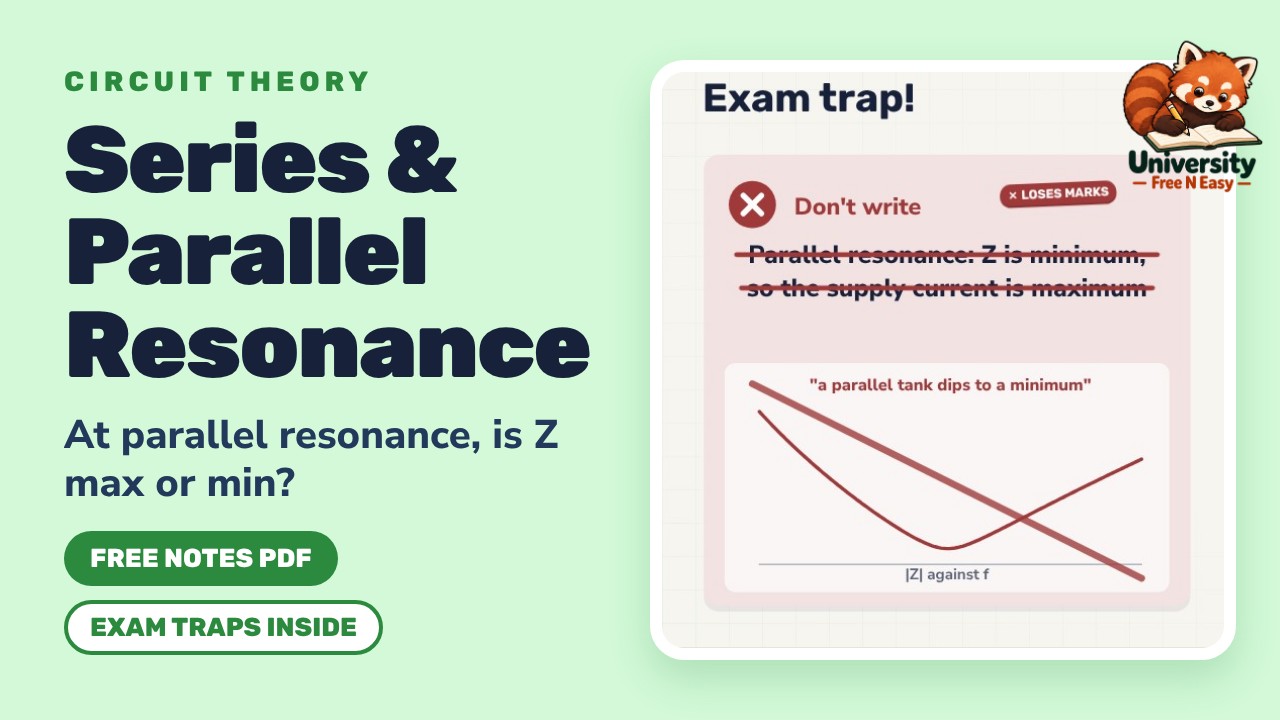 CIRCUIT THEORY
Series &
Parallel
Resonance
At parallel resonance, is Z
max or min?
FREE NOTES PDF
EXAM TRAPS INSIDE
Exam trap!
Don't write
× LOSES MARKS
Parallel resonance: Z is minimum,
so the supply current is maximum
"a parallel tank dips to a minimum"
|Z| against f
University
Free N Easy